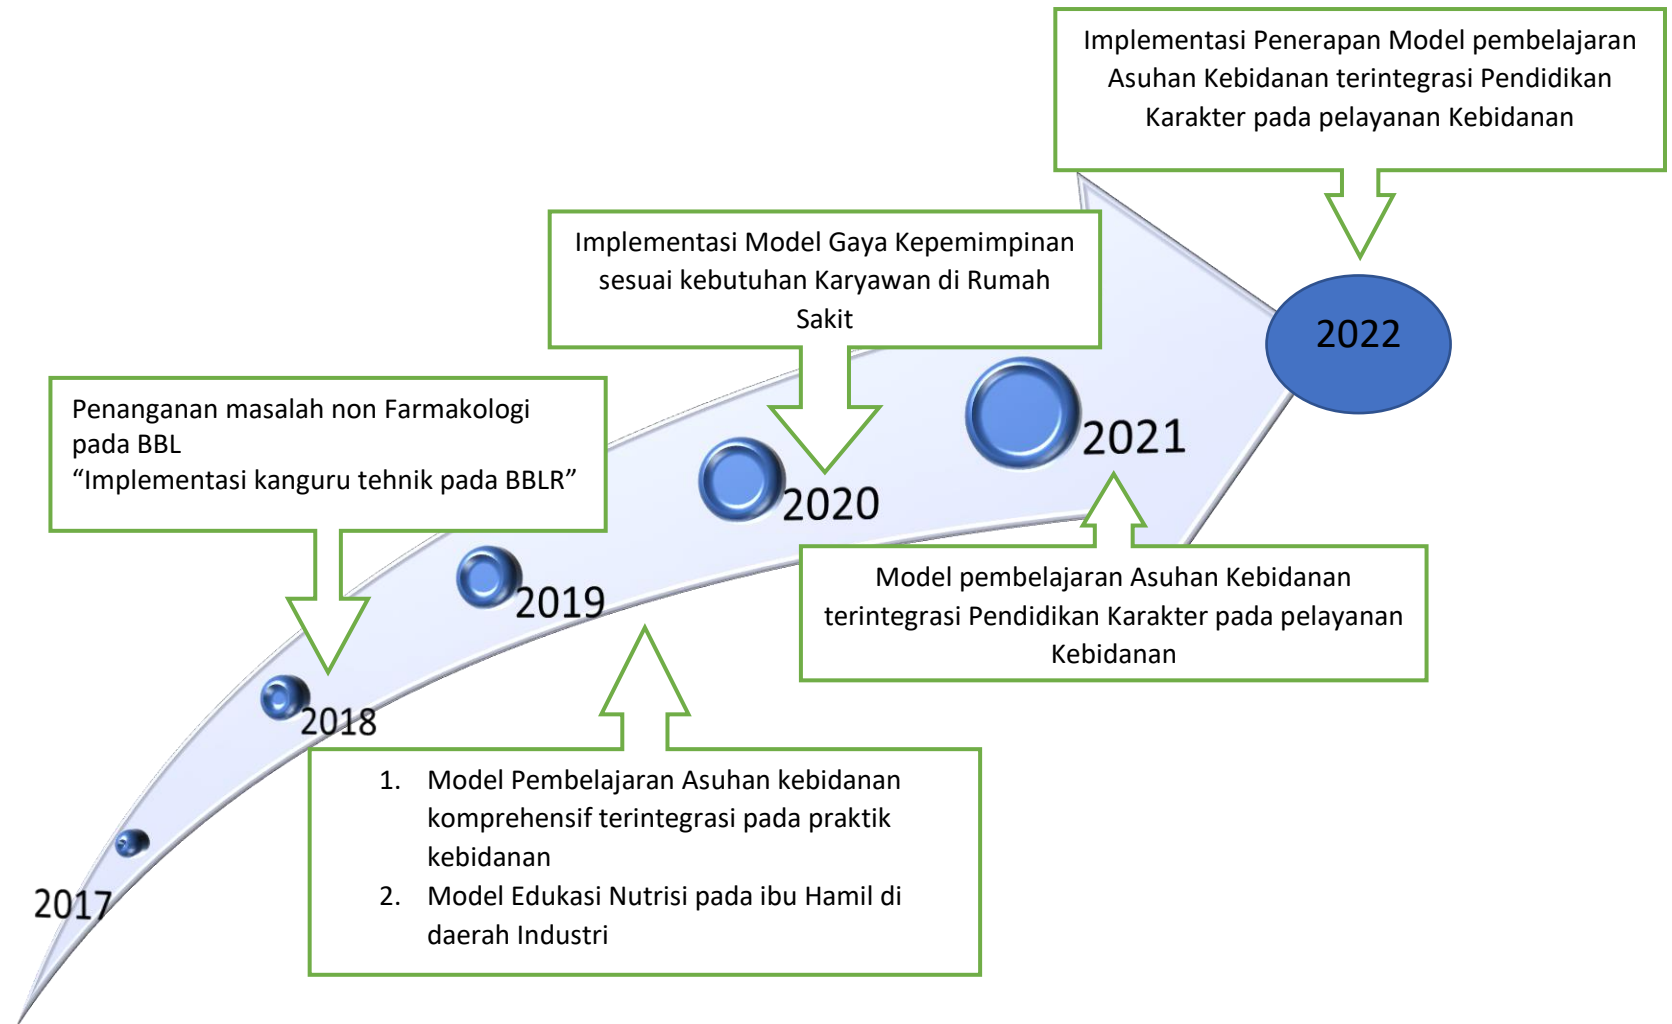 Implementasi Penerapan Model pembelajaran
Asuhan Kebidanan terintegrasi Pendidikan
Karakter pada pelayanan Kebidanan
2022
Implementasi Model Gaya Kepemimpinan
sesuai kebutuhan Karyawan di Rumah
Sakit
2021
2020
Penanganan masalah non Farmakologi
pada BBL
“Implementasi kanguru tehnik pada BBLR”
2019
Model pembelajaran Asuhan Kebidanan
terintegrasi Pendidikan Karakter pada pelayanan
Kebidanan
2018
1. Model Pembelajaran Asuhan kebidanan
komprehensif terintegrasi pada praktik
kebidanan
2. Model Edukasi Nutrisi pada ibu Hamil di
daerah Industri
2017